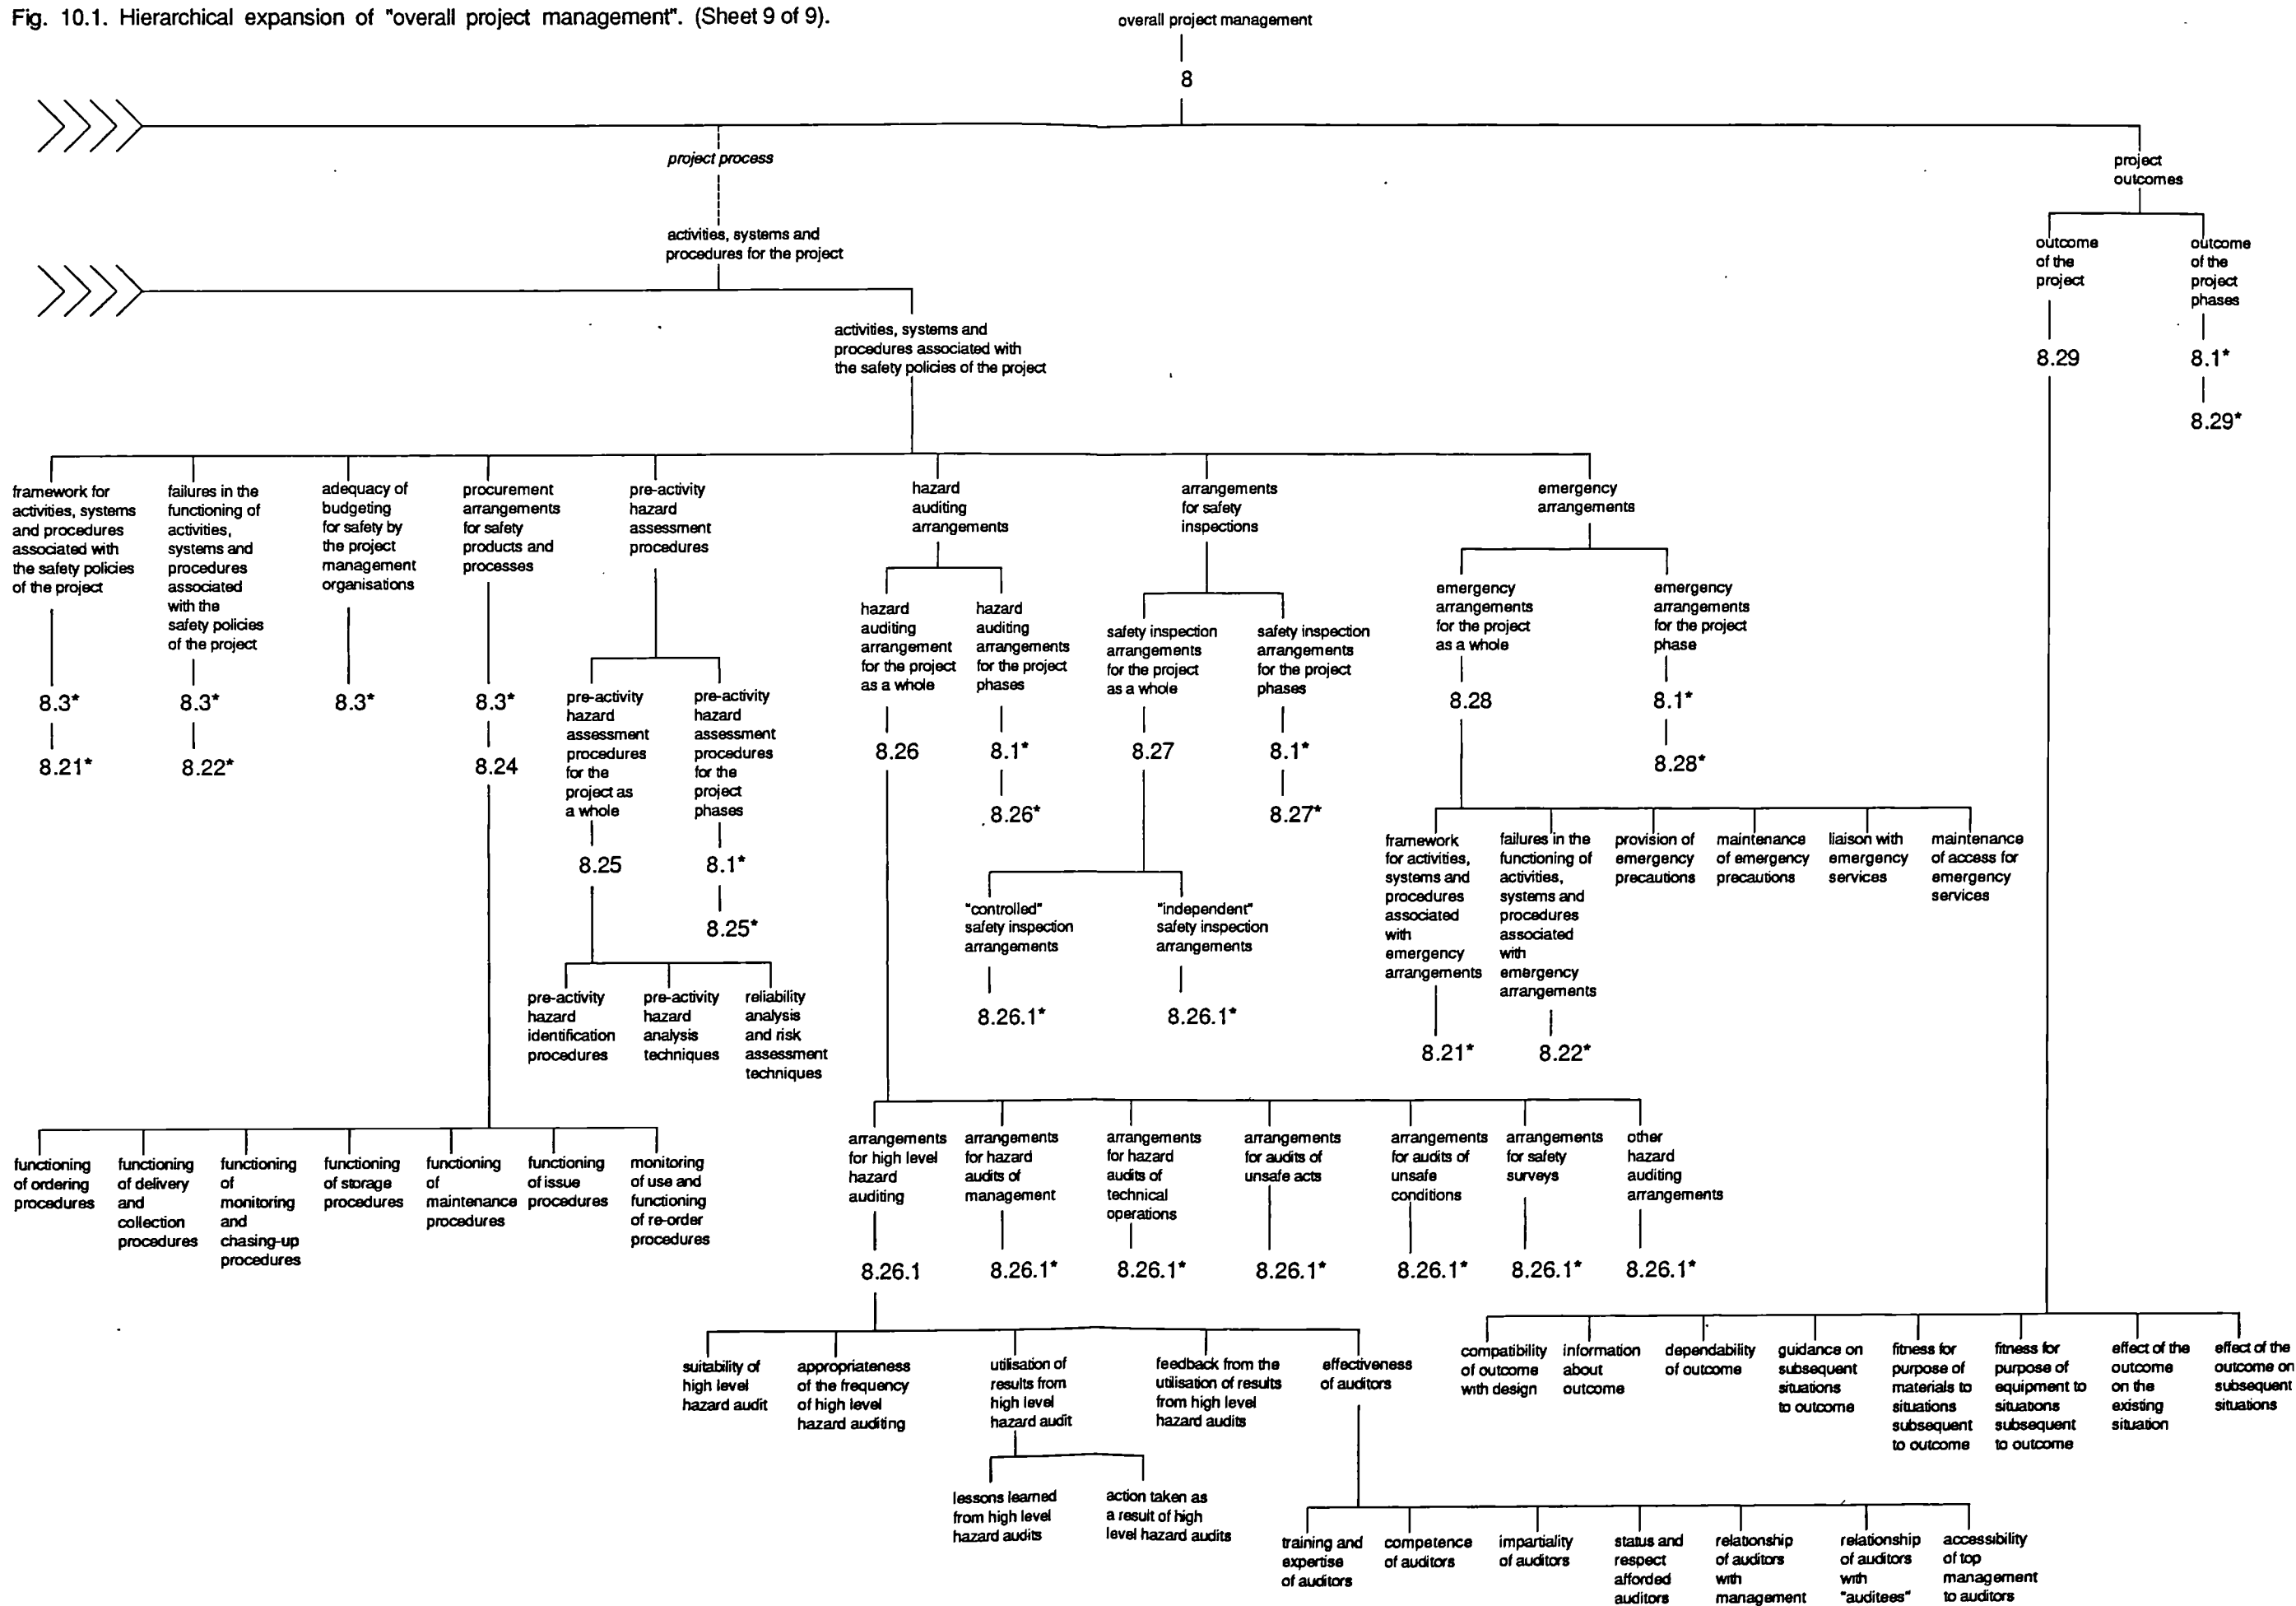 Fig. 10.1. Hierarchical expansion of "overall project management". (Sheet 9 of 9).
overall project management
8
project process
project
outcomes
activities, systems and
procedures for the project
outcome
of the
project
outcome
of the
project
phases
8.29
8.1*
8.29*
activities, systems and
procedures associated with
the safety policies of the project
framework for
activities, systems
and procedures
associated with
the safety policies
of the project
8.3*
8.21*
failures in the
functioning of
activities,
systems and
procedures
associated
with the
safety policies
of the project
8.3*
8.22*
adequacy of
budgeting
for safety by
the project
management
organisations
8.3*
procurement
arrangements
for safety
products and
processes
8.3*
8.24
pre-activity
hazard
assessment
procedures
pre-activity
hazard
assessment
procedures
for the
project as
a whole
8.25
pre-activity
hazard
assessment
procedures
for the
project
phases
8.1*
8.25*
hazard
auditing
arrangements
hazard
auditing
arrangement
for the project
as a whole
8.26
hazard
auditing
arrangements
for the project
phases
8.1*
8.26*
arrangements
for safety
inspections
safety inspection
arrangements
for the project
as a whole
8.27
safety inspection
arrangements
for the project
phases
8.1*
8.27*
emergency
arrangements
emergency
arrangements
for the project
as a whole
8.28
emergency
arrangements
for the project
phase
8.1*
8.28*
framework
for activities,
systems and
procedures
associated
with
emergency
arrangements
8.21*
failures in the
functioning of
activities,
systems and
procedures
associated
with
emergency
arrangements
8.22*
provision of
emergency
precautions
maintenance
of emergency
precautions
liaison with
emergency
services
maintenance
of access for
emergency
services
"controlled"
safety inspection
arrangements
8.26.1*
"independent"
safety inspection
arrangements
8.26.1*
pre-activity
hazard
identification
procedures
pre-activity
hazard
analysis
techniques
reliability
analysis
and risk
assessment
techniques
functioning
of ordering
procedures
functioning
of delivery
and
collection
procedures
functioning
of
monitoring
and
chasing-up
procedures
functioning
of storage
procedures
functioning
of
maintenance
procedures
functioning
of issue
procedures
monitoring
of use and
functioning
of re-order
procedures
arrangements
for high level
hazard
auditing
8.26.1
arrangements
for hazard
audits of
management
8.26.1*
arrangements
for hazard
audits of
technical
operations
8.26.1*
arrangements
for audits of
unsafe acts
8.26.1*
arrangements
for audits of
unsafe
conditions
8.26.1*
arrangements
for safety
surveys
8.26.1*
other
hazard
auditing
arrangements
8.26.1*
suitability of
high level
hazard audit
appropriateness
of the frequency
of high level
hazard auditing
utilisation of
results from
high level
hazard audit
feedback from the
utilisation of results
from high level
hazard audits
effectiveness
of auditors
lessons learned
from high level
hazard audits
action taken as
a result of high
level hazard audits
compatibility
of outcome
with design
information
about
outcome
dependability
of outcome
guidance on
subsequent
situations
to outcome
fitness for
purpose of
materials to
situations
subsequent
to outcome
fitness for
purpose of
equipment to
situations
subsequent
to outcome
effect of the
outcome
on the
existing
situation
effect of the
outcome on
subsequent
situations
training and
expertise
of auditors
competence
of auditors
impartiality
of auditors
status and
respect
afforded
auditors
relationship
of auditors
with
management
relationship
of auditors
with
"auditees"
accessibility
of top
management
to auditors